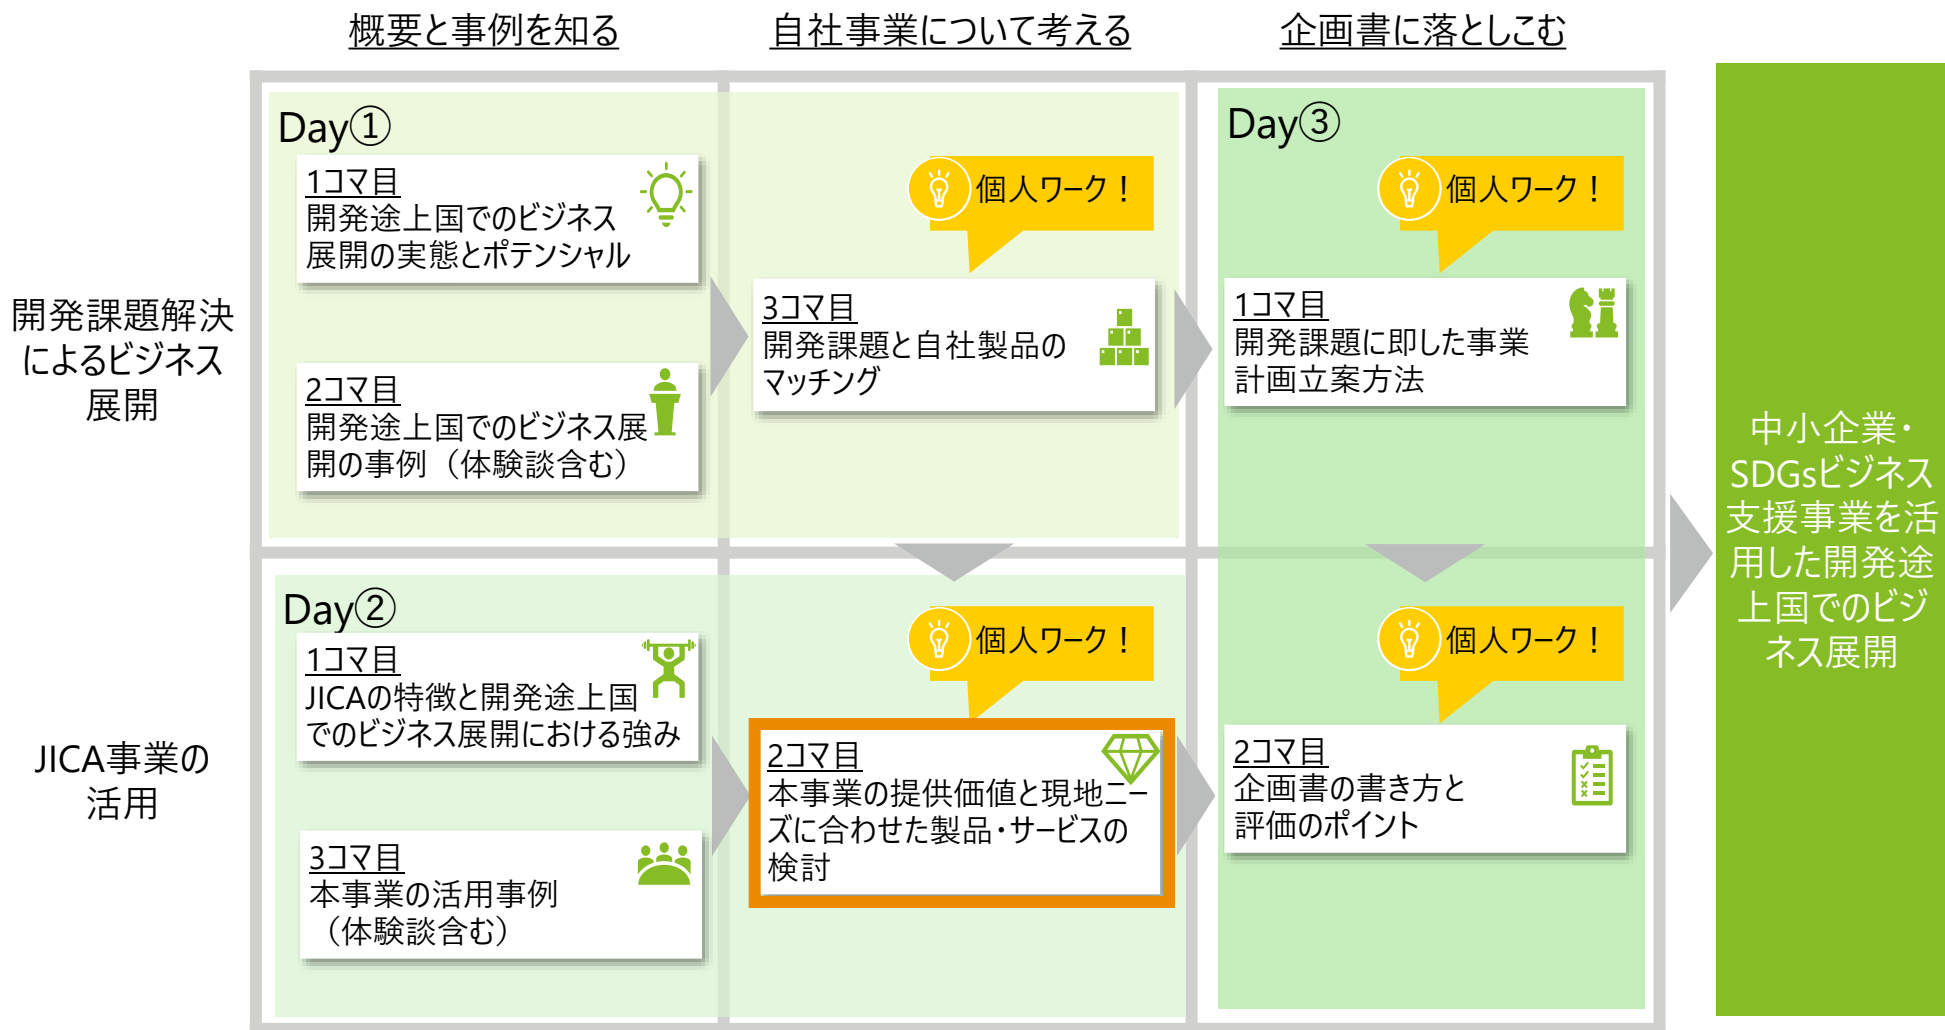 概要と事例を知る
自社事業について考える
企画書に落としこむ
開発課題解決
によるビジネス
展開
Day①
1コマ目
開発途上国でのビジネス
展開の実態とポテンシャル
2コマ目
開発途上国でのビジネス展
開の事例（体験談含む）
個人ワーク！
3コマ目
開発課題と自社製品の
マッチング
Day③
個人ワーク！
1コマ目
開発課題に即した事業
計画立案方法
JICA事業の
活用
Day②
1コマ目
JICAの特徴と開発途上国
でのビジネス展開における強み
3コマ目
本事業の活用事例
（体験談含む）
個人ワーク！
2コマ目
本事業の提供価値と現地ニー
ズに合わせた製品・サービスの
検討
個人ワーク！
2コマ目
企画書の書き方と
評価のポイント
中小企業・
SDGsビジネス
支援事業を活
用した開発途
上国でのビジ
ネス展開